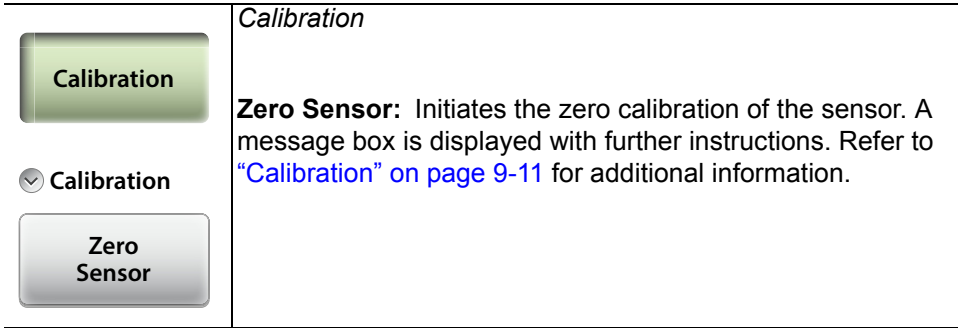 Calibration
Calibration
Zero
Sensor
Calibration
Zero Sensor: Initiates the zero calibration of the sensor. A
message box is displayed with further instructions. Refer to
“Calibration” on page 9-11 for additional information.